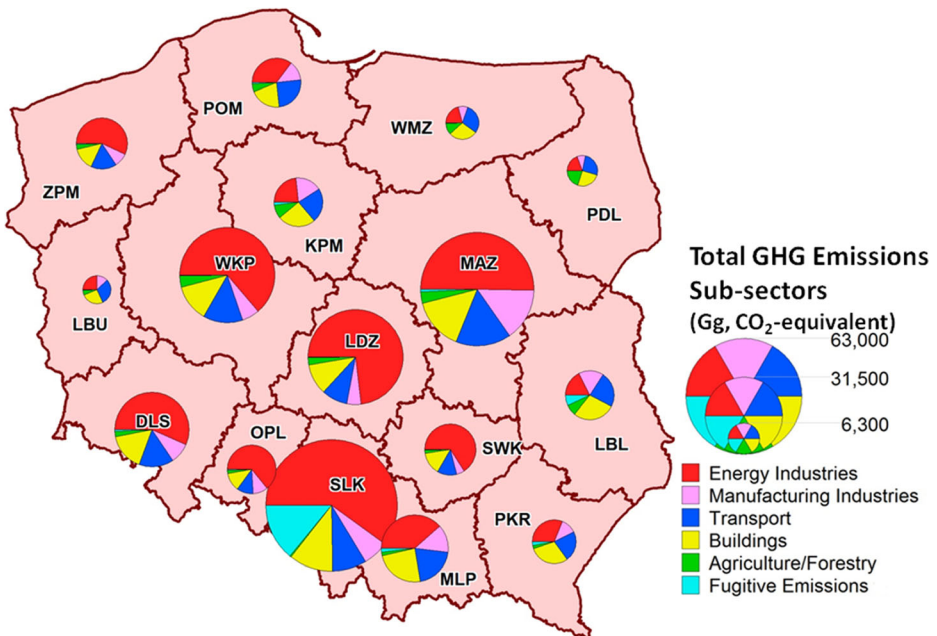 POM
WMZ
ZPM
PDL
KPM
WKP
MAZ
LBU
LDZ
DLS
OPL
SWK
LBL
SLK
PKR
MLP
Total GHG Emissions
Sub-sectors
(Gg, CO₂-equivalent)
63,000
31,500
6,300
Energy Industries
Manufacturing Industries
Transport
Buildings
Agriculture/Forestry
Fugitive Emissions